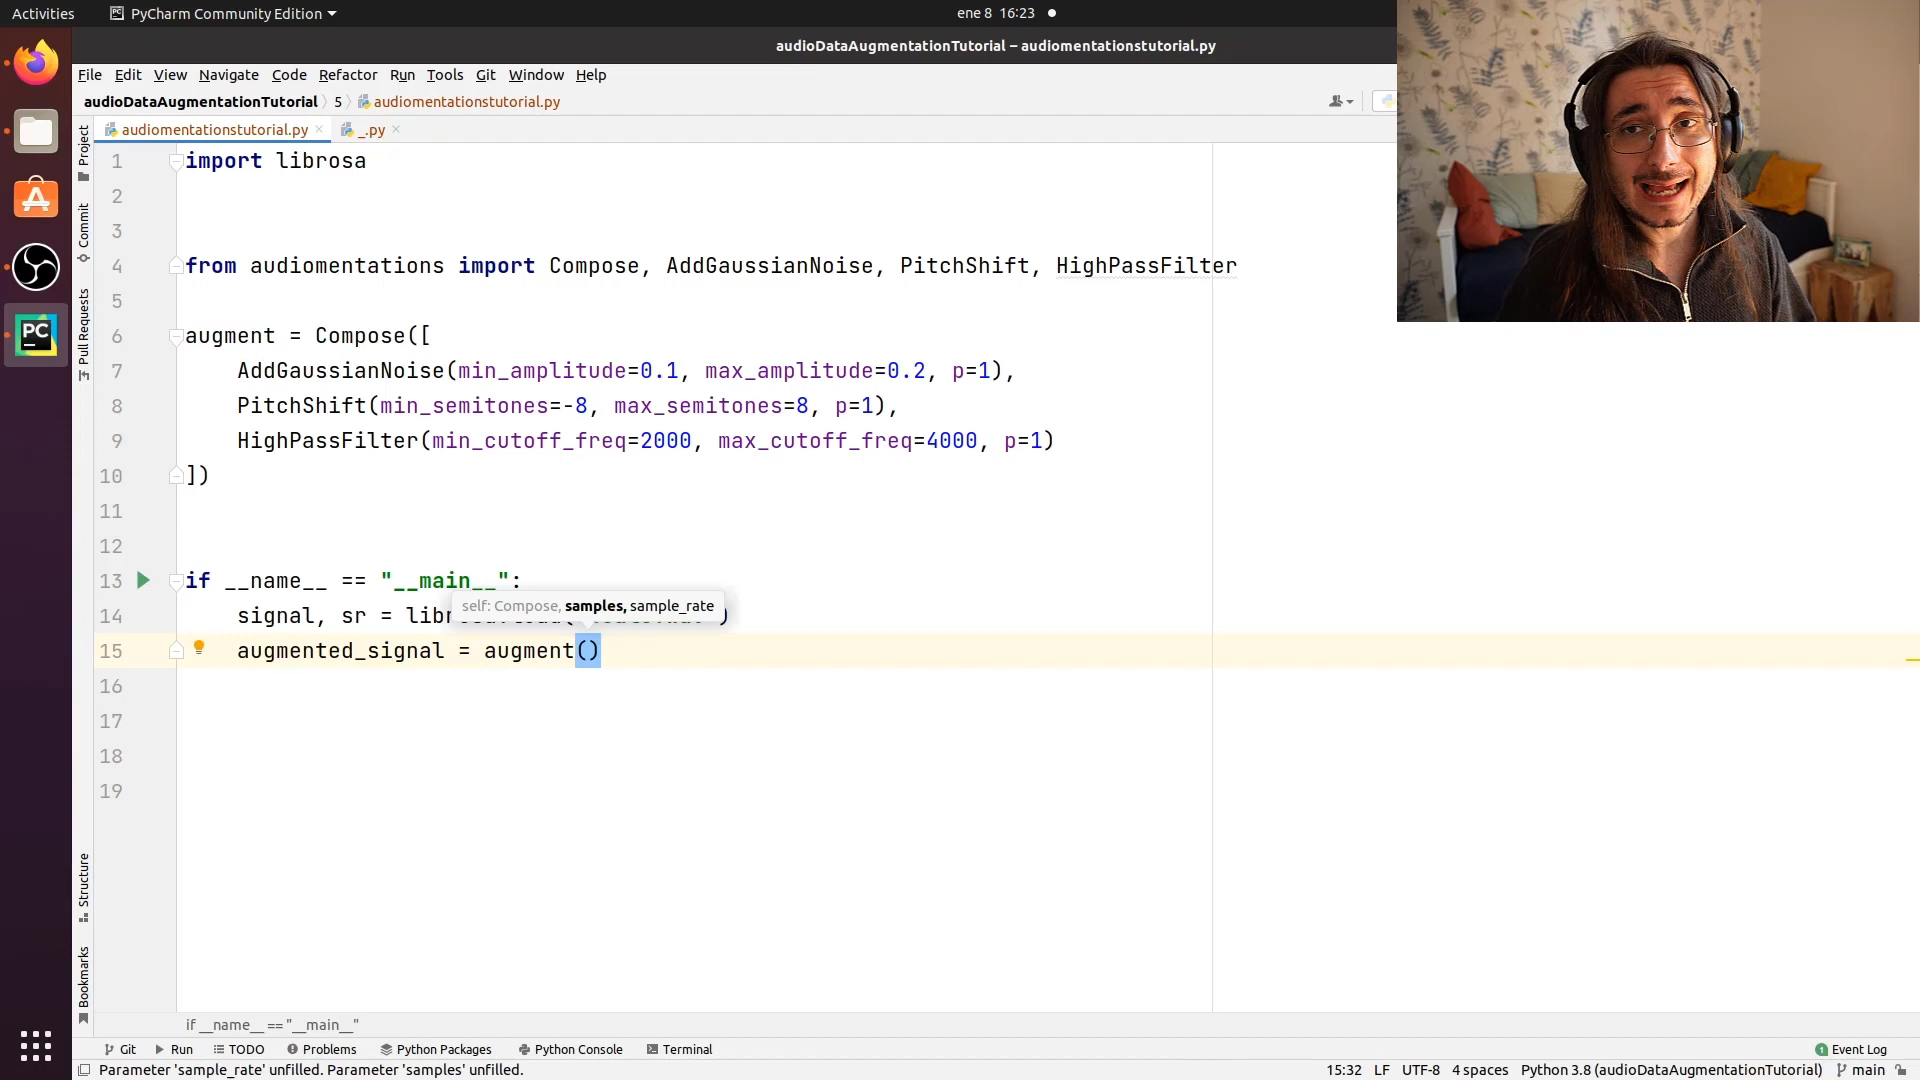 Activities
PyCharm Community Edition
ene 8 16:23
audioDataAugmentationTutorial – audiomentationstutorial.py
File Edit View Navigate Code Refactor Run Tools Git Window Help
audioDataAugmentationTutorial 5 audiomentationstutorial.py
audiomentationstutorial.py _.py
Project
Commit
Pull Requests
Structure
Bookmarks
1 import librosa
2
3
4 from audiomentations import Compose, AddGaussianNoise, PitchShift, HighPassFilter
5
6 augment = Compose([
7 AddGaussianNoise(min_amplitude=0.1, max_amplitude=0.2, p=1),
8 PitchShift(min_semitones=-8, max_semitones=8, p=1),
9 HighPassFilter(min_cutoff_freq=2000, max_cutoff_freq=4000, p=1)
10 ])
11
12
13 if __name__ == "__main__":
self: Compose, samples, sample_rate
14 signal, sr =
15 augmented_signal = augment()
16
17
18
19
if __name__ == "__main__"
Git Run TODO Problems Python Packages Python Console Terminal
1 Event Log
Parameter 'sample_rate' unfilled. Parameter 'samples' unfilled.
15:32 LF UTF-8 4 spaces Python 3.8 (audioDataAugmentationTutorial) main
PC